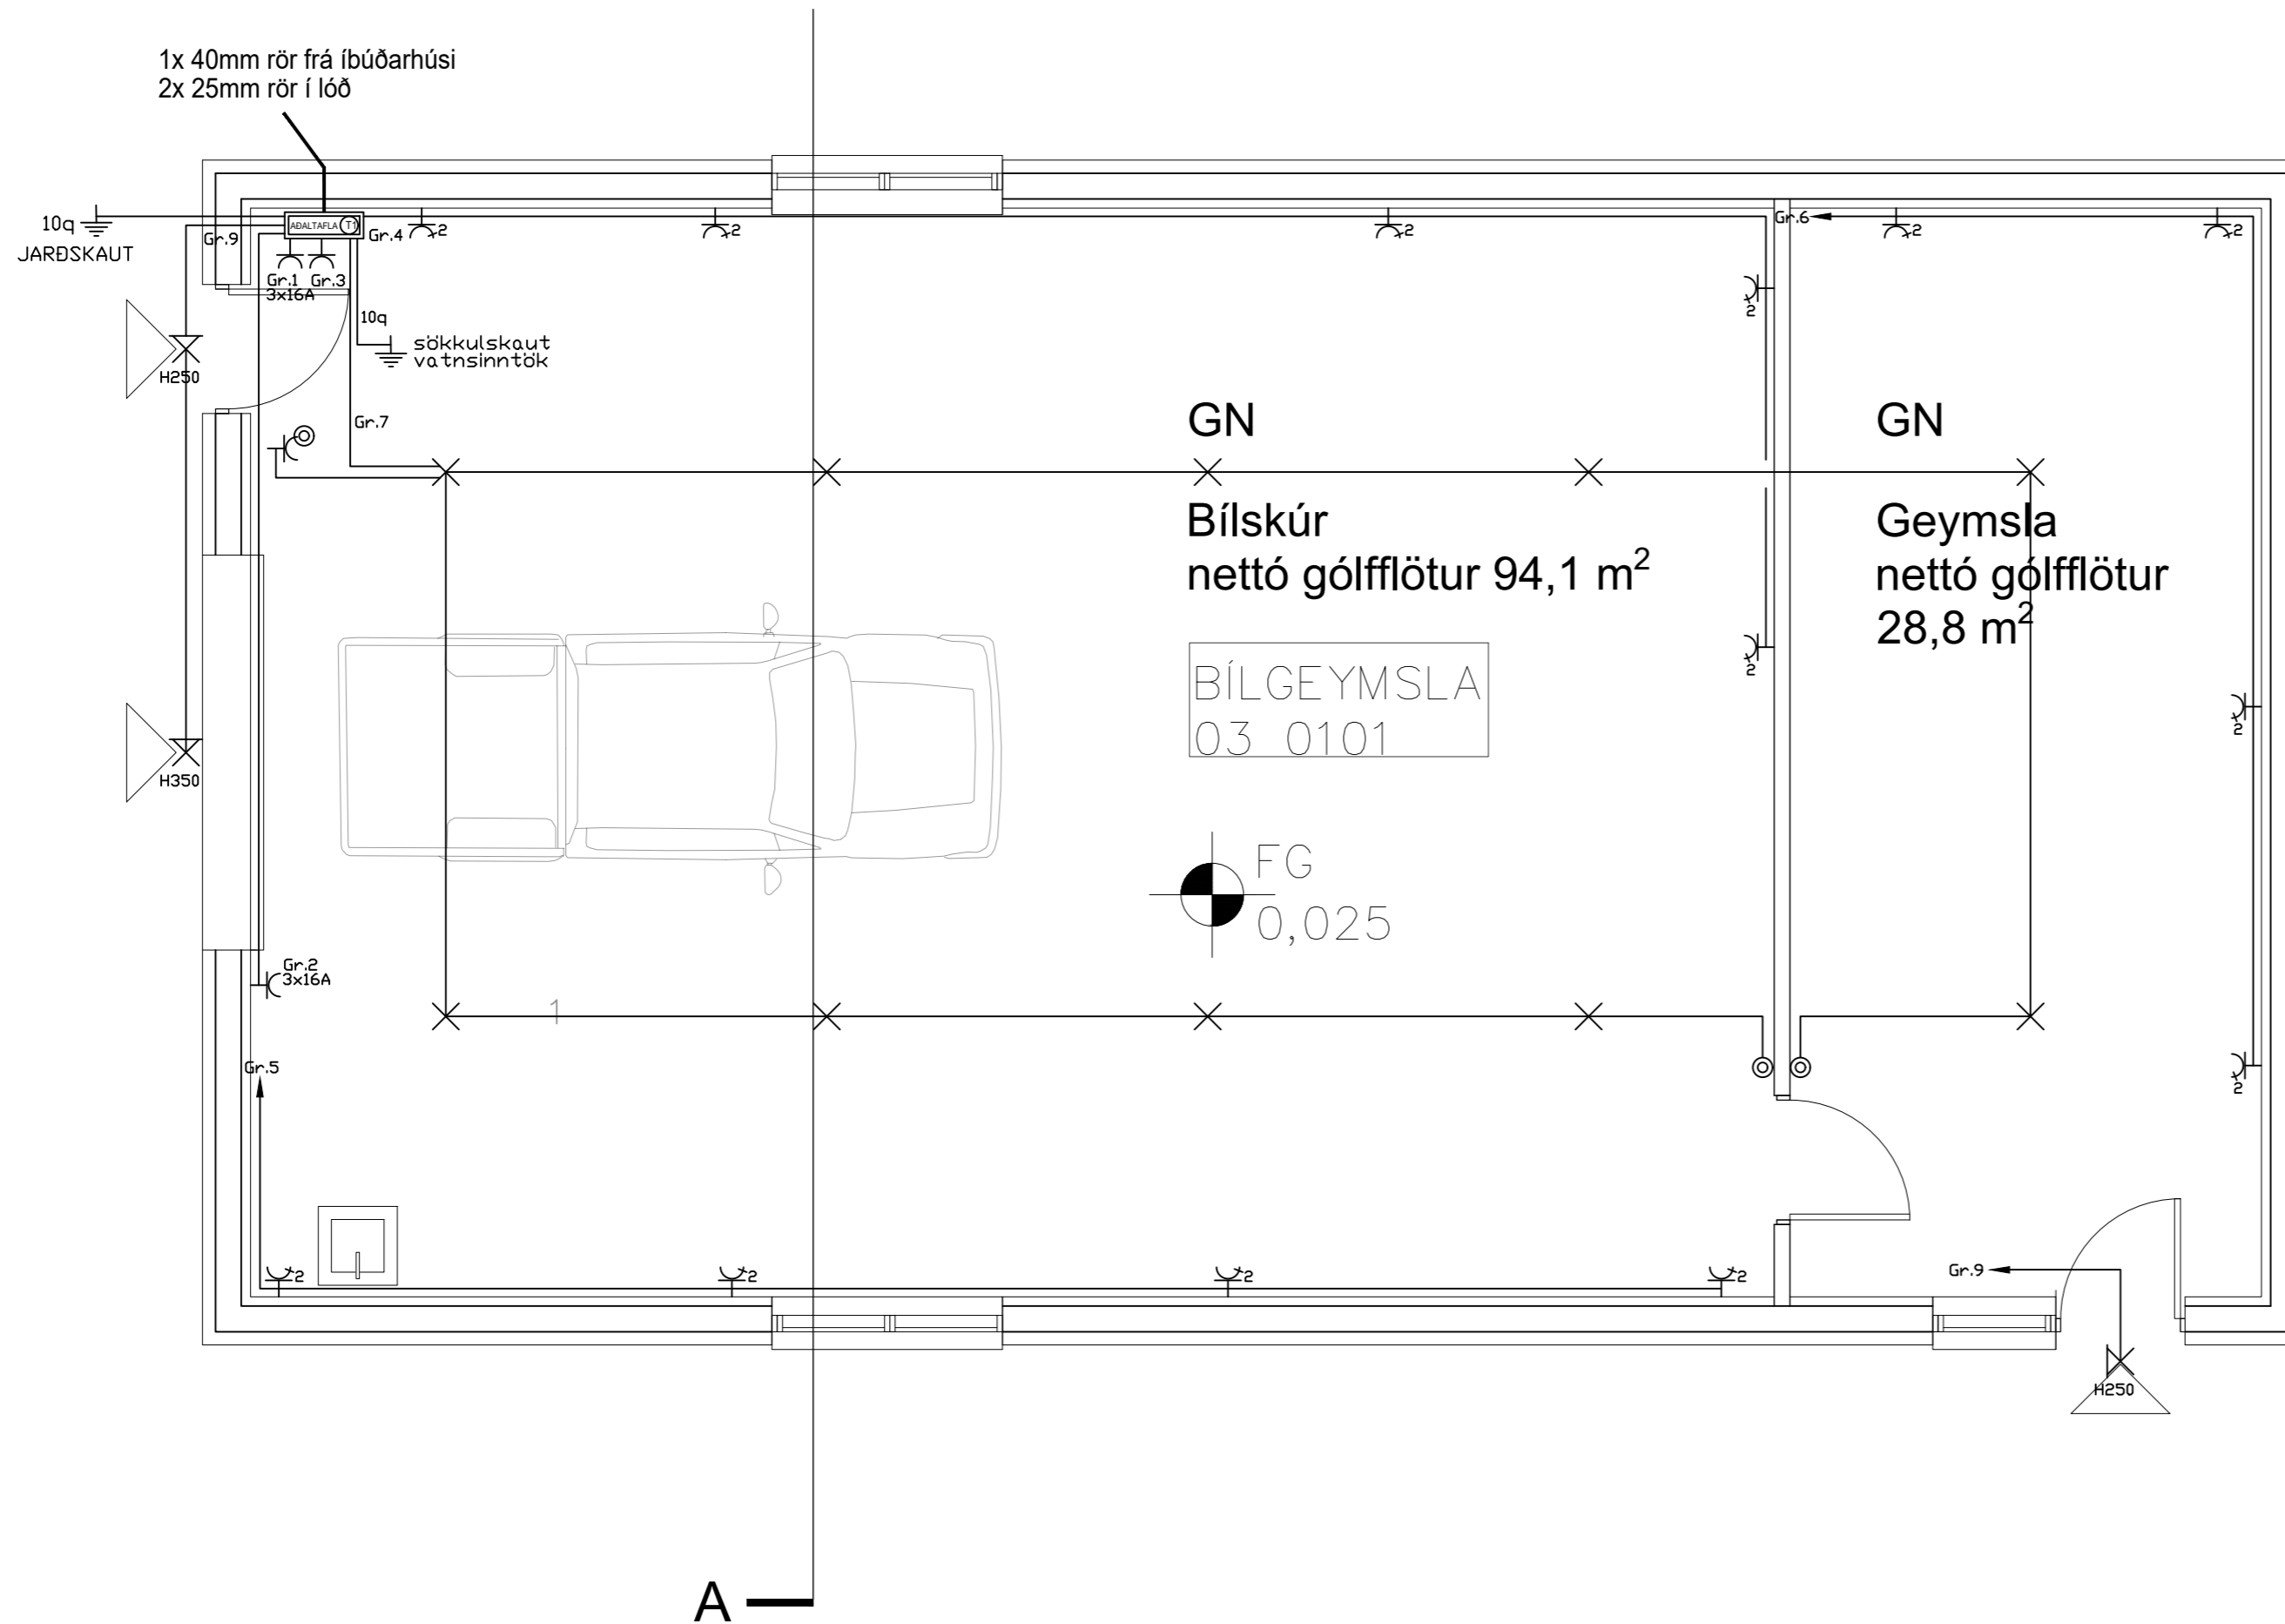 1x 40mm rör frá íbúðarhúsi
2x 25mm rör í lóð
10q
JARÐSKAUT
Gr.9
AÐALTAFLA T1
Gr.4
2
2
2
Gr.6
2
2
Gr.1
3x16A
Gr.3
2
10q
sökkulskaut
vatnsinntök
H250
Gr.7
GN
GN
Bílskúr
nettó gólfflötur 94,1 m²
Geymsla
nettó gólfflötur
28,8 m²
2
BÍLGEYMSLA
03 0101
2
H350
FG
0,025
Gr.2
3x16A
1
Gr.5
2
2
2
2
2
Gr.9
H250
A